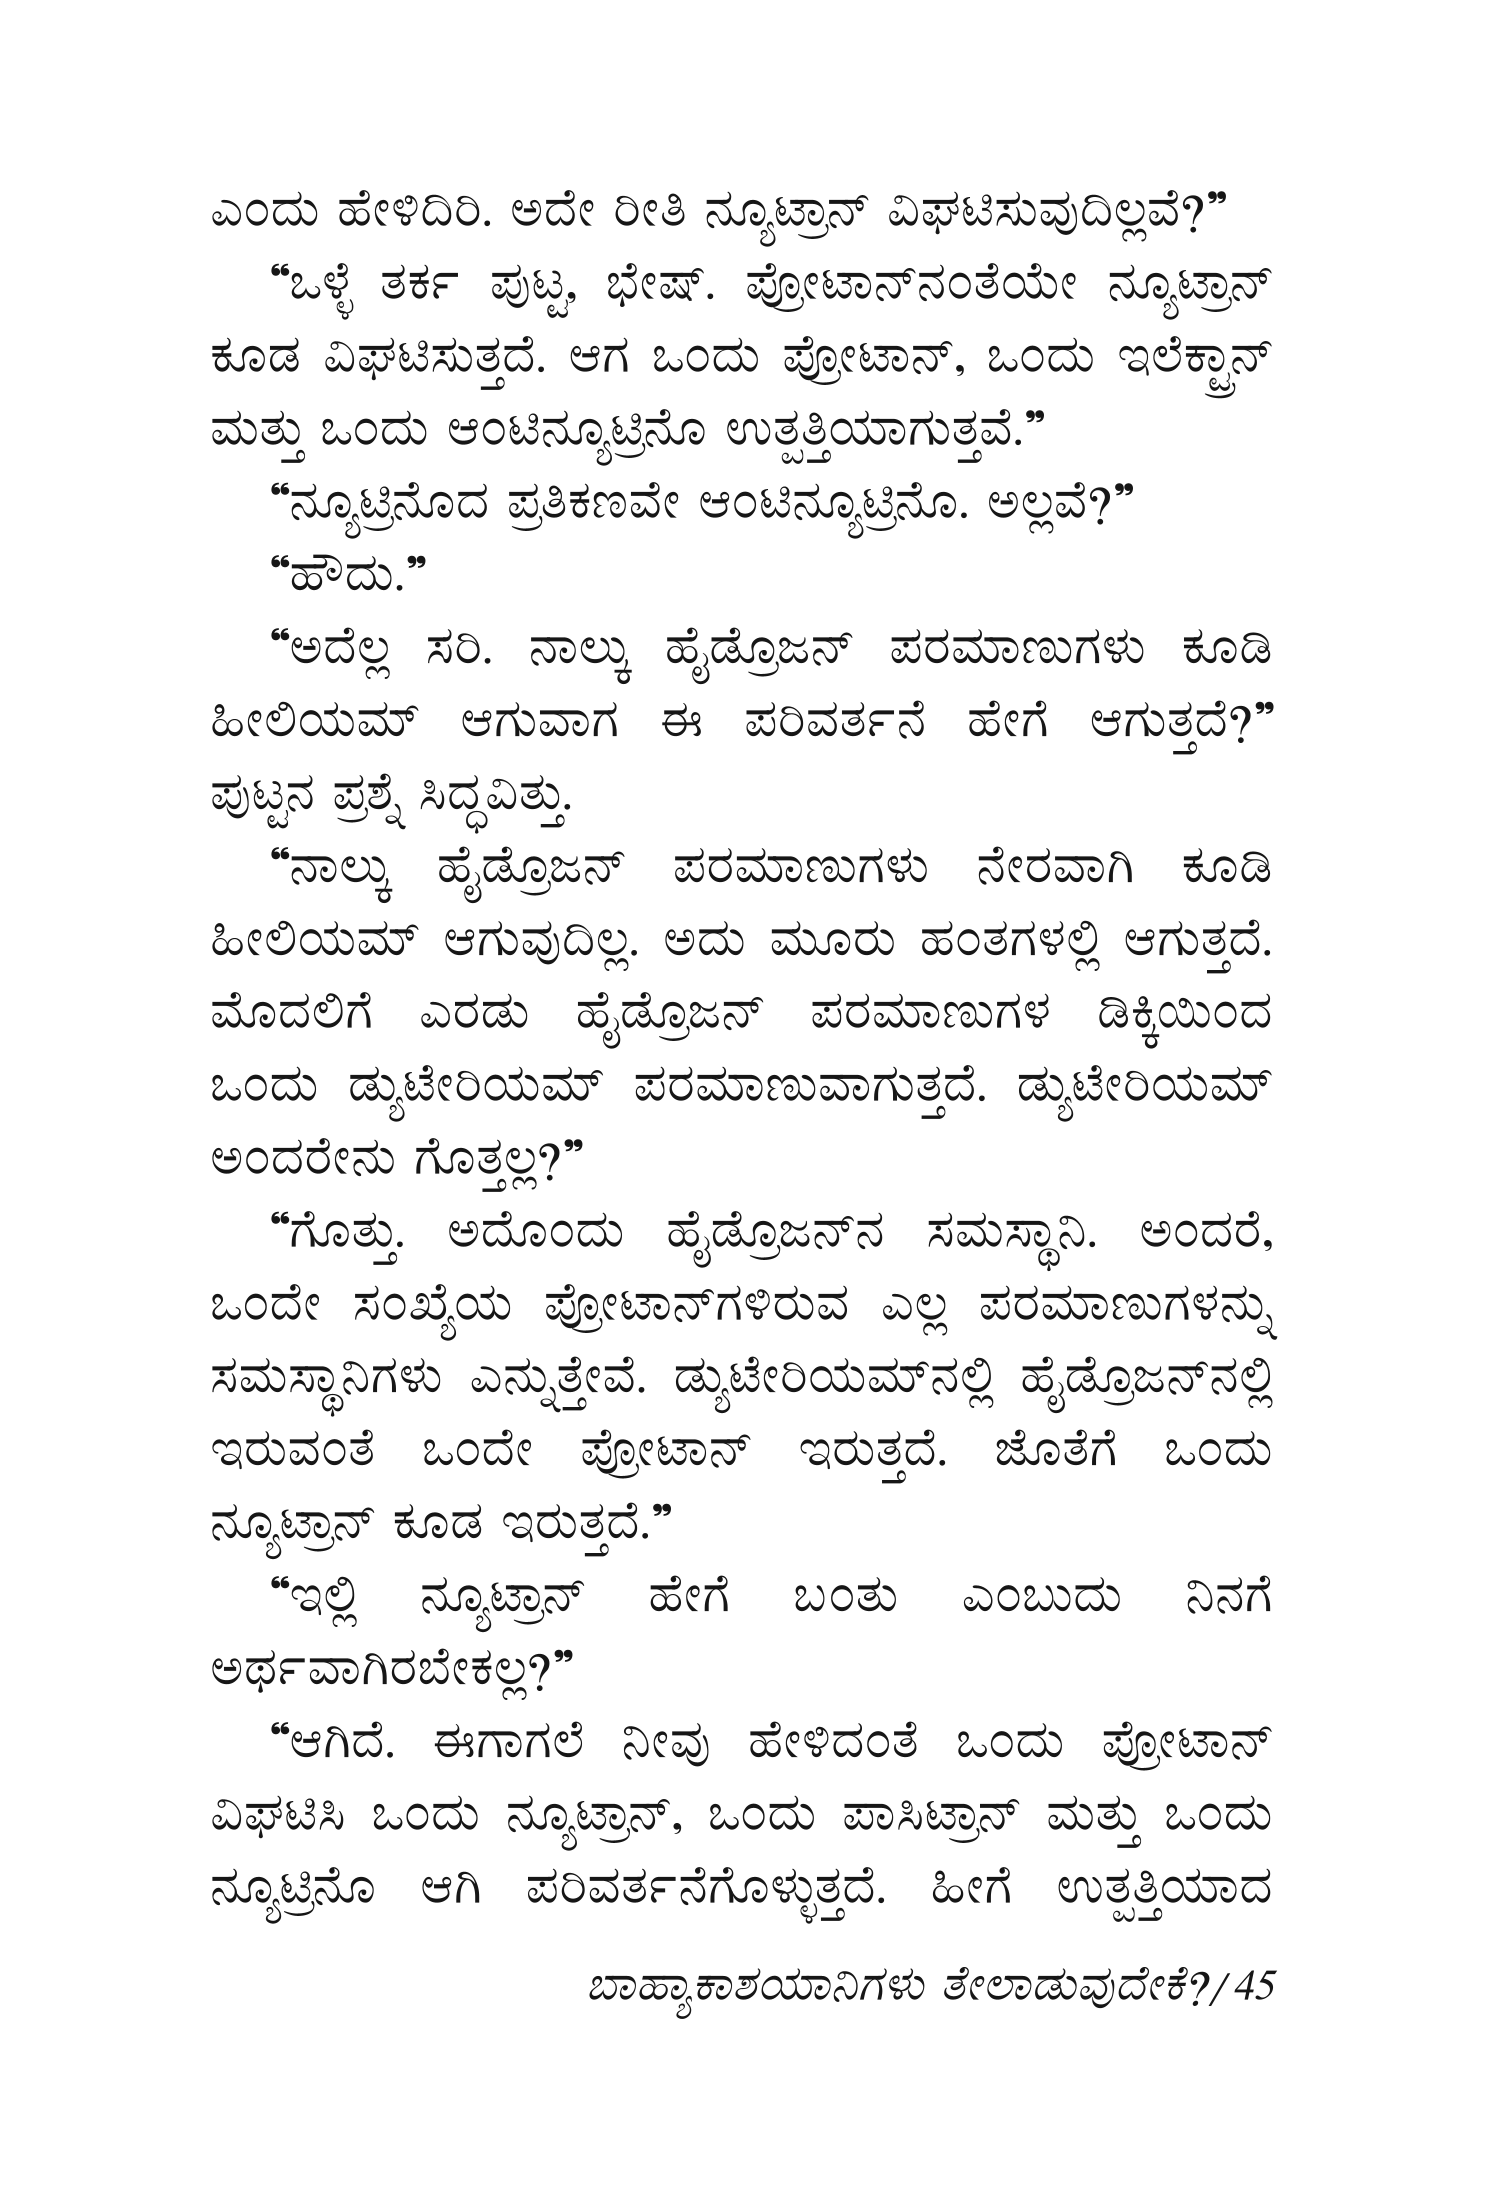 ಎಂದು ಹೇಳಿದಿರಿ. ಅದೇ ರೀತಿ ನ್ಯೂಟ್ರಾನ್ ವಿಘಟಿಸುವುದಿಲ್ಲವೆ?”
“ಒಳ್ಳೆ ತರ್ಕ ಪುಟ್ಟ, ಭೇಷ್. ಪ್ರೋಟಾನ್‌ನಂತೆಯೇ ನ್ಯೂಟ್ರಾನ್
ಕೂಡ ವಿಘಟಿಸುತ್ತದೆ. ಆಗ ಒಂದು ಪ್ರೋಟಾನ್, ಒಂದು ಇಲೆಕ್ಟ್ರಾನ್
ಮತ್ತು ಒಂದು ಆಂಟಿನ್ಯೂಟ್ರಿನೊ ಉತ್ಪತ್ತಿಯಾಗುತ್ತವೆ.”
“ನ್ಯೂಟ್ರಿನೊದ ಪ್ರತಿಕಣವೇ ಆಂಟಿನ್ಯೂಟ್ರಿನೊ. ಅಲ್ಲವೆ?”
“ಹೌದು.”
“ಅದೆಲ್ಲ ಸರಿ. ನಾಲ್ಕು ಹೈಡ್ರೊಜನ್ ಪರಮಾಣುಗಳು ಕೂಡಿ
ಹೀಲಿಯಮ್ ಆಗುವಾಗ ಈ ಪರಿವರ್ತನೆ ಹೇಗೆ ಆಗುತ್ತದೆ?”
ಪುಟ್ಟನ ಪ್ರಶ್ನೆ ಸಿದ್ಧವಿತ್ತು.
“ನಾಲ್ಕು ಹೈಡ್ರೊಜನ್ ಪರಮಾಣುಗಳು ನೇರವಾಗಿ ಕೂಡಿ
ಹೀಲಿಯಮ್ ಆಗುವುದಿಲ್ಲ. ಅದು ಮೂರು ಹಂತಗಳಲ್ಲಿ ಆಗುತ್ತದೆ.
ಮೊದಲಿಗೆ ಎರಡು ಹೈಡ್ರೊಜನ್ ಪರಮಾಣುಗಳ ಡಿಕ್ಕಿಯಿಂದ
ಒಂದು ಡ್ಯುಟೇರಿಯಮ್ ಪರಮಾಣುವಾಗುತ್ತದೆ. ಡ್ಯುಟೇರಿಯಮ್
ಅಂದರೇನು ಗೊತ್ತಲ್ಲ?”
“ಗೊತ್ತು. ಅದೊಂದು ಹೈಡ್ರೊಜನ್‌ನ ಸಮಸ್ಥಾನಿ. ಅಂದರೆ,
ಒಂದೇ ಸಂಖ್ಯೆಯ ಪ್ರೋಟಾನ್‌ಗಳಿರುವ ಎಲ್ಲ ಪರಮಾಣುಗಳನ್ನು
ಸಮಸ್ಥಾನಿಗಳು ಎನ್ನುತ್ತೇವೆ. ಡ್ಯುಟೇರಿಯಮ್‌ನಲ್ಲಿ ಹೈಡ್ರೊಜನ್‌ನಲ್ಲಿ
ಇರುವಂತೆ ಒಂದೇ ಪ್ರೋಟಾನ್ ಇರುತ್ತದೆ. ಜೊತೆಗೆ ಒಂದು
ನ್ಯೂಟ್ರಾನ್ ಕೂಡ ಇರುತ್ತದೆ.”
“ಇಲ್ಲಿ ನ್ಯೂಟ್ರಾನ್ ಹೇಗೆ ಬಂತು ಎಂಬುದು ನಿನಗೆ
ಅರ್ಥವಾಗಿರಬೇಕಲ್ಲ?”
“ಆಗಿದೆ. ಈಗಾಗಲೆ ನೀವು ಹೇಳಿದಂತೆ ಒಂದು ಪ್ರೋಟಾನ್
ವಿಘಟಿಸಿ ಒಂದು ನ್ಯೂಟ್ರಾನ್, ಒಂದು ಪಾಸಿಟ್ರಾನ್ ಮತ್ತು ಒಂದು
ನ್ಯೂಟ್ರಿನೊ ಆಗಿ ಪರಿವರ್ತನೆಗೊಳ್ಳುತ್ತದೆ. ಹೀಗೆ ಉತ್ಪತ್ತಿಯಾದ
ಬಾಹ್ಯಾಕಾಶಯಾನಿಗಳು ತೇಲಾಡುವುದೇಕೆ?/45